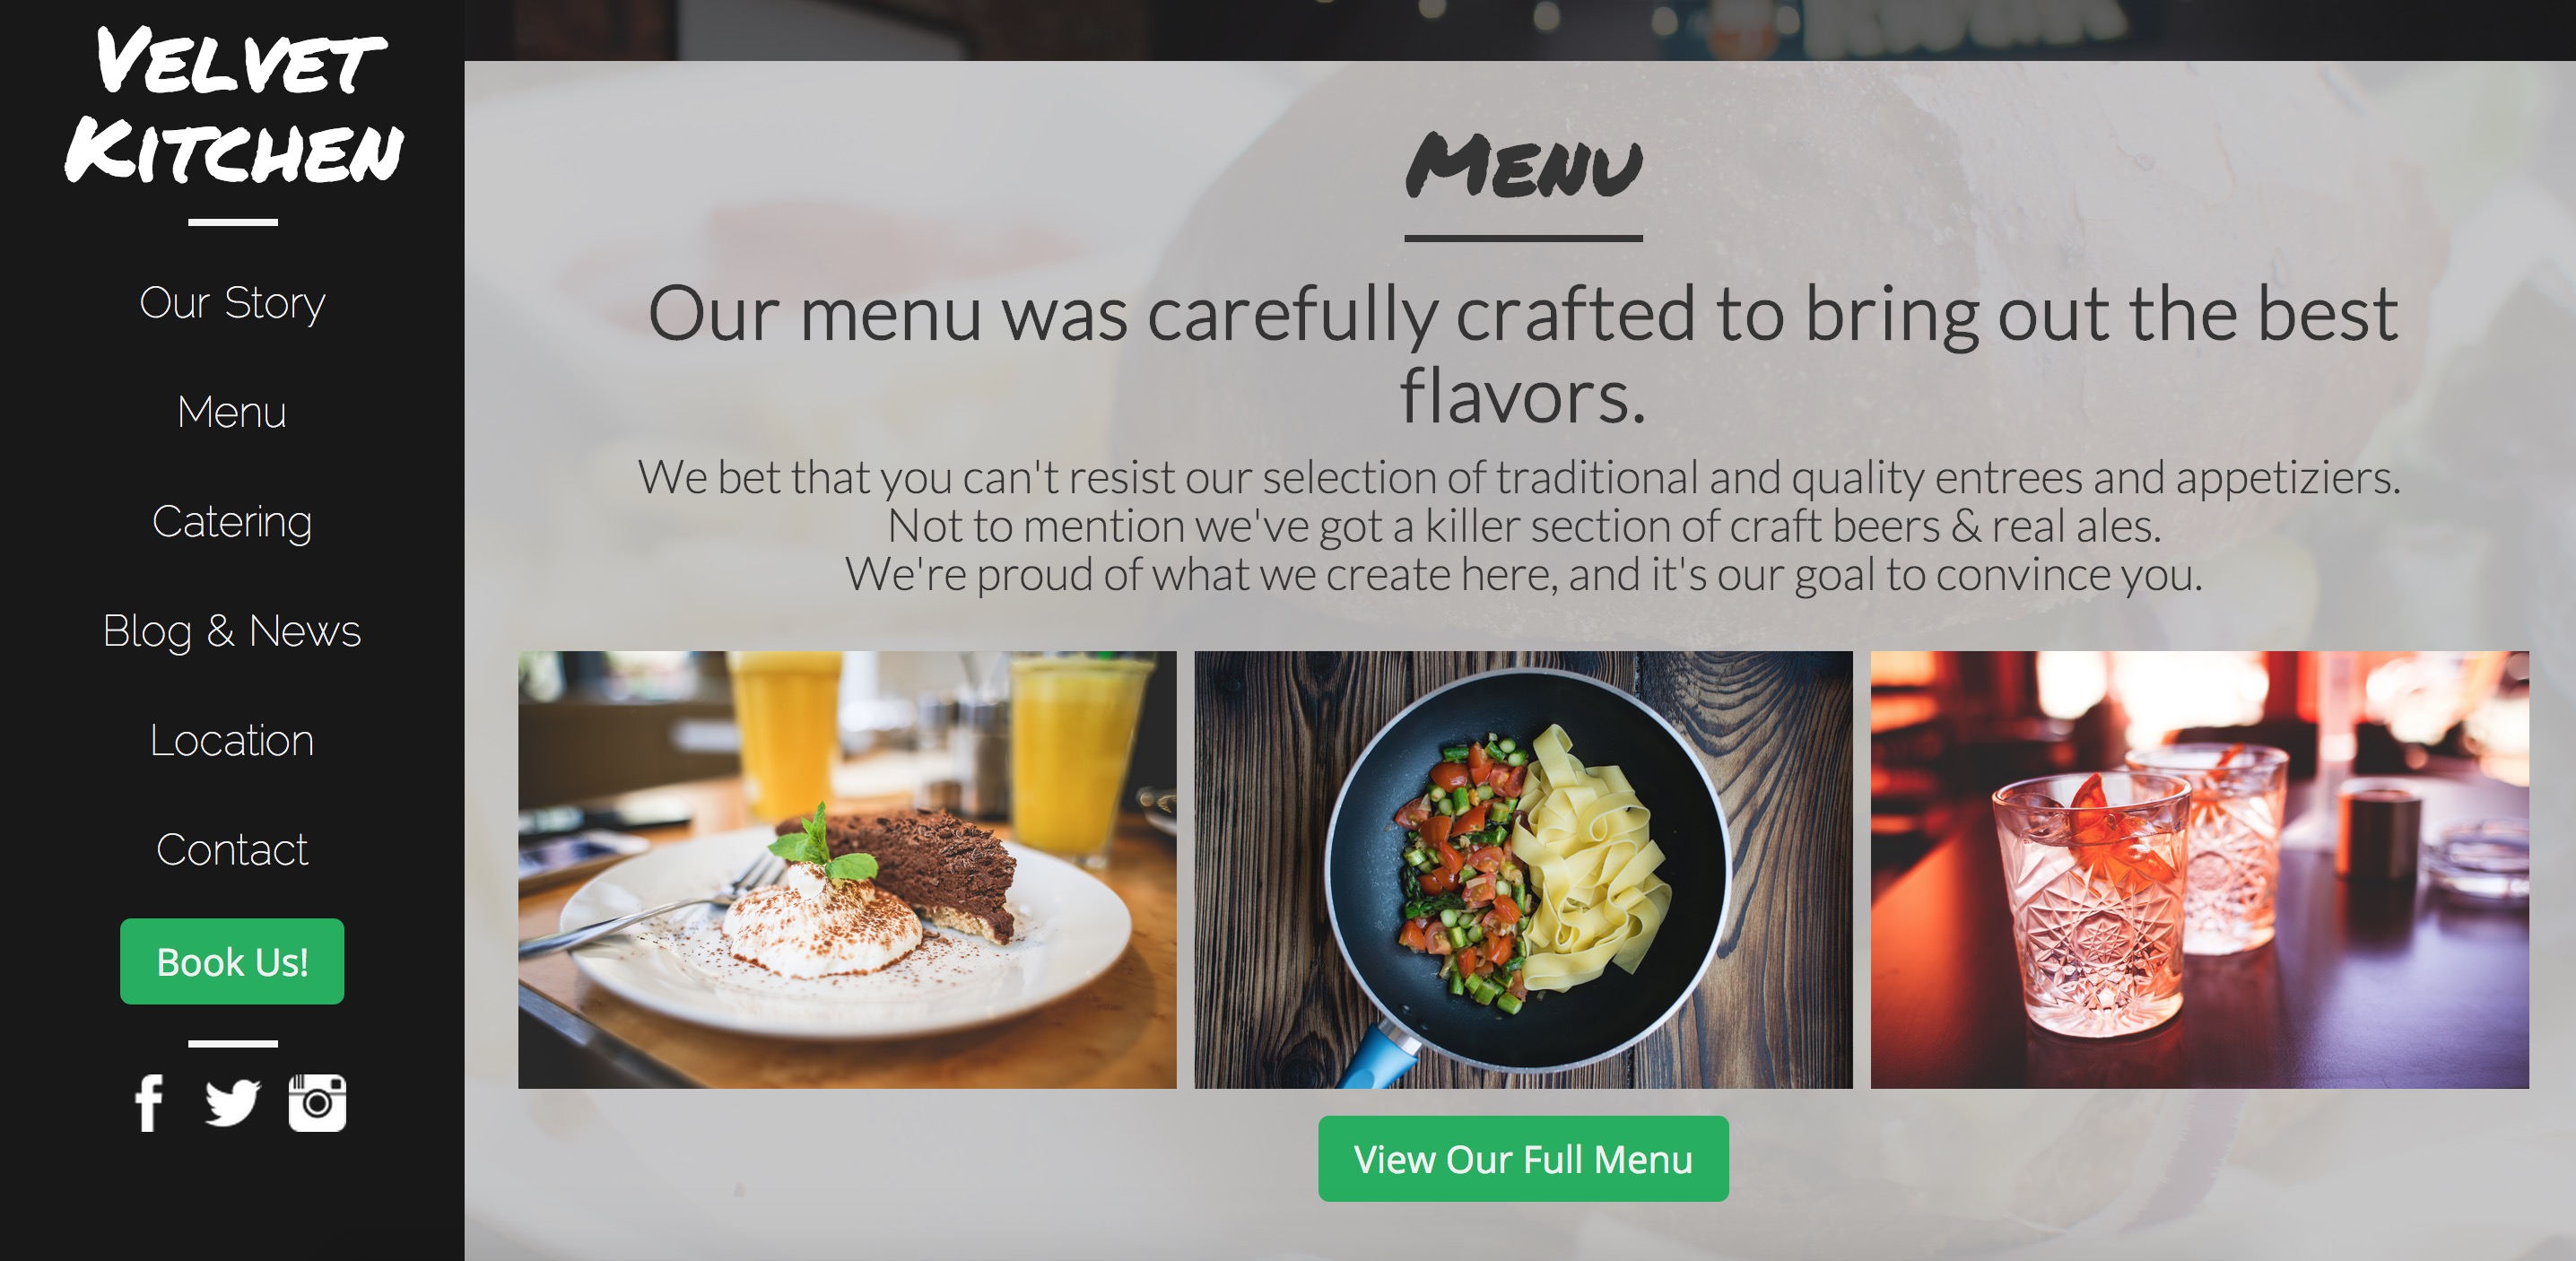 Velvet
Kitchen
Our Story
Menu
Catering
Blog & News
Location
Contact
Book Us!
Menu
Our menu was carefully crafted to bring out the best
flavors.
We bet that you can't resist our selection of traditional and quality entrees and appetiziers.
Not to mention we've got a killer section of craft beers & real ales.
We're proud of what we create here, and it's our goal to convince you.
View Our Full Menu